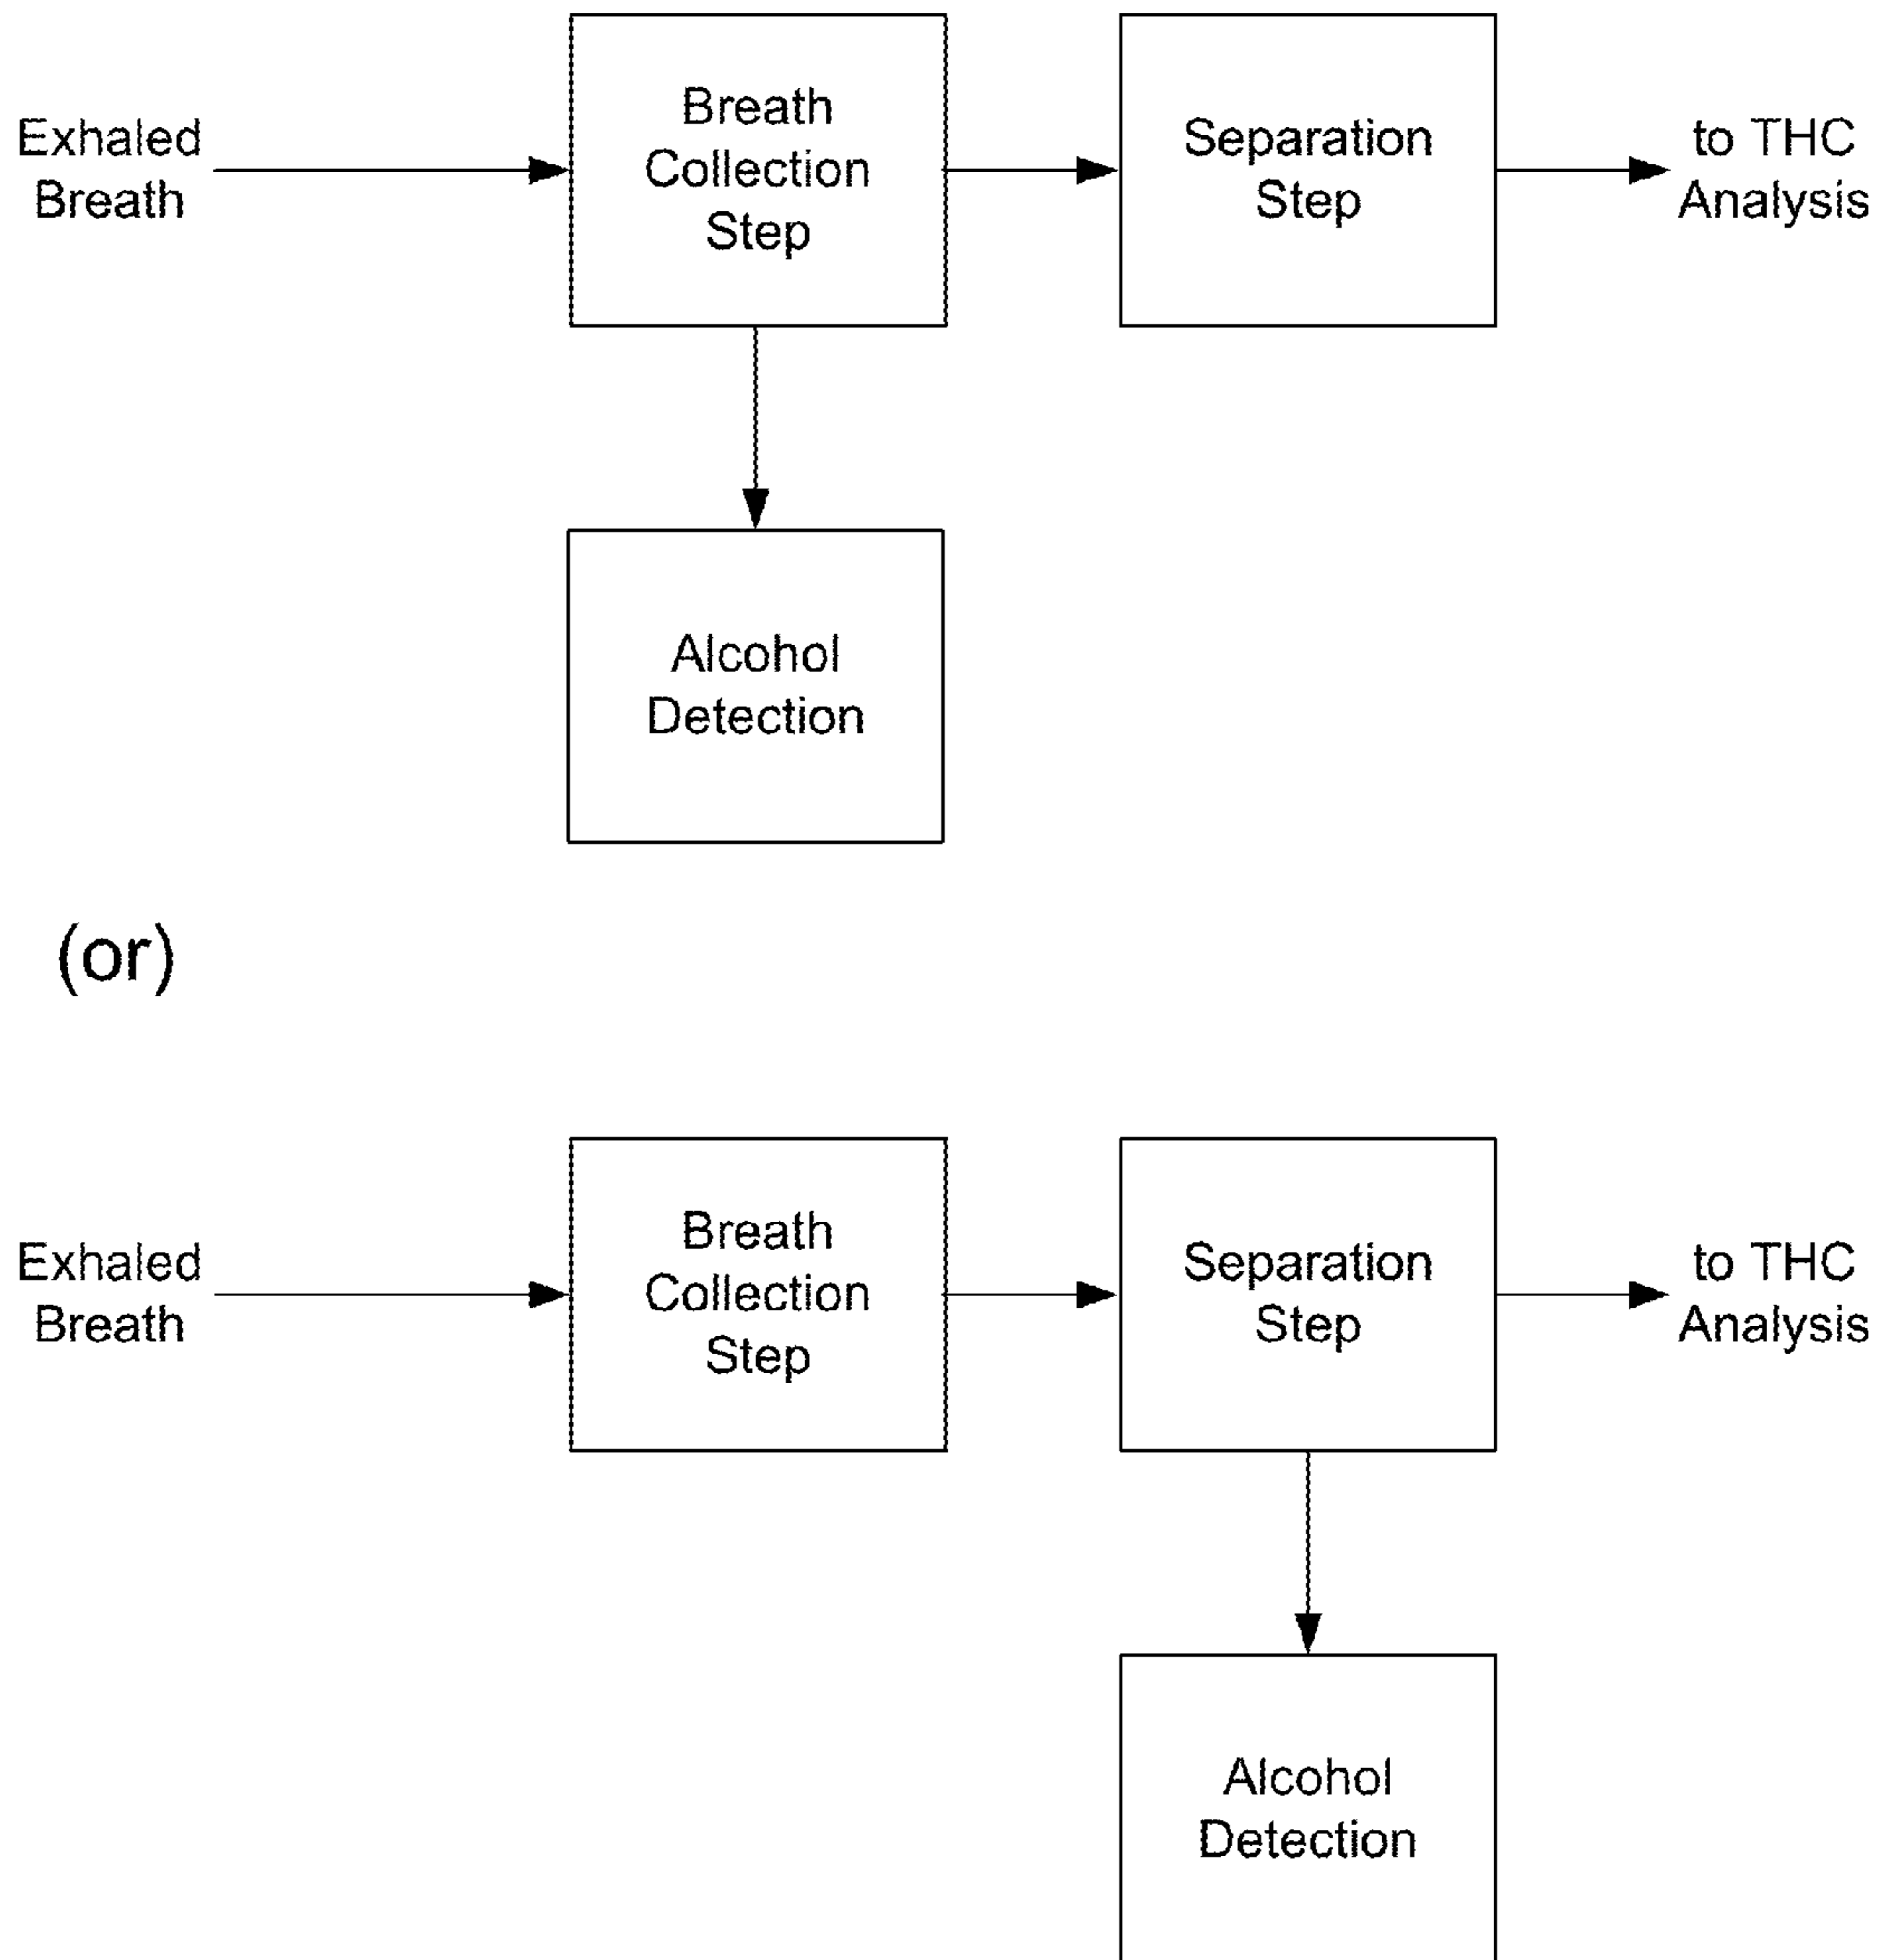 Exhaled
Breath
Breath
Collection
Step
Separation
Step
to THC
Analysis
Alcohol
Detection
(or)
Exhaled
Breath
Breath
Collection
Step
Separation
Step
to THC
Analysis
Alcohol
Detection